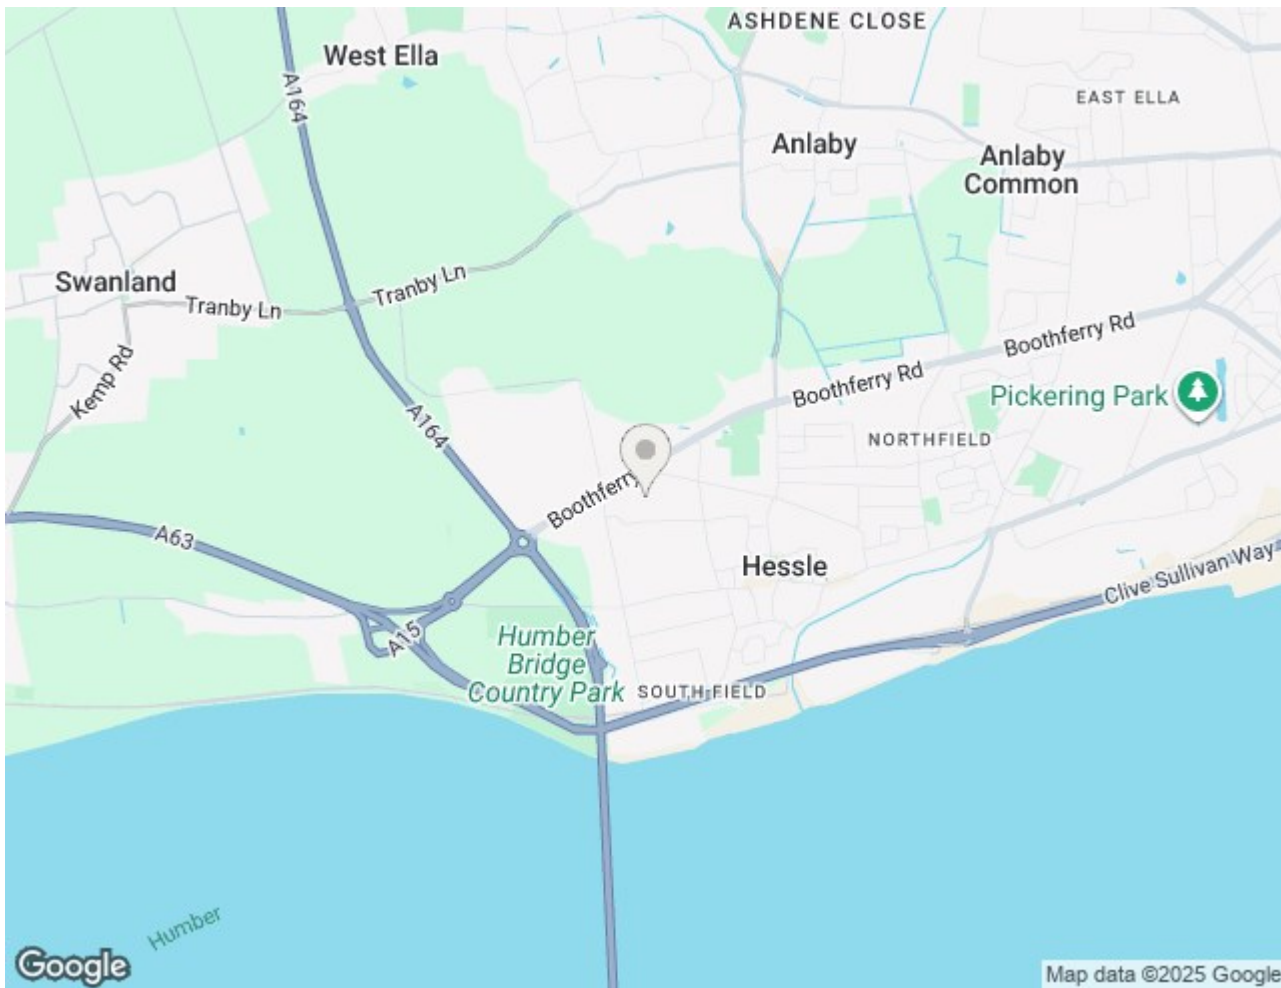 ASHDENE CLOSE
West Ella
A164
EAST ELLA
Anlaby
Anlaby
Common
Swanland
Tranby Ln
Tranby Ln
Boothferry Rd
Kemp Rd
Boothferry Rd
Pickering Park
A164
NORTHFIELD
Boothferry
A63
Hessle
Clive Sullivan Way
A15
Humber
Bridge
Country Park
SOUTH FIELD
Humber
Google
Map data ©2025 Google